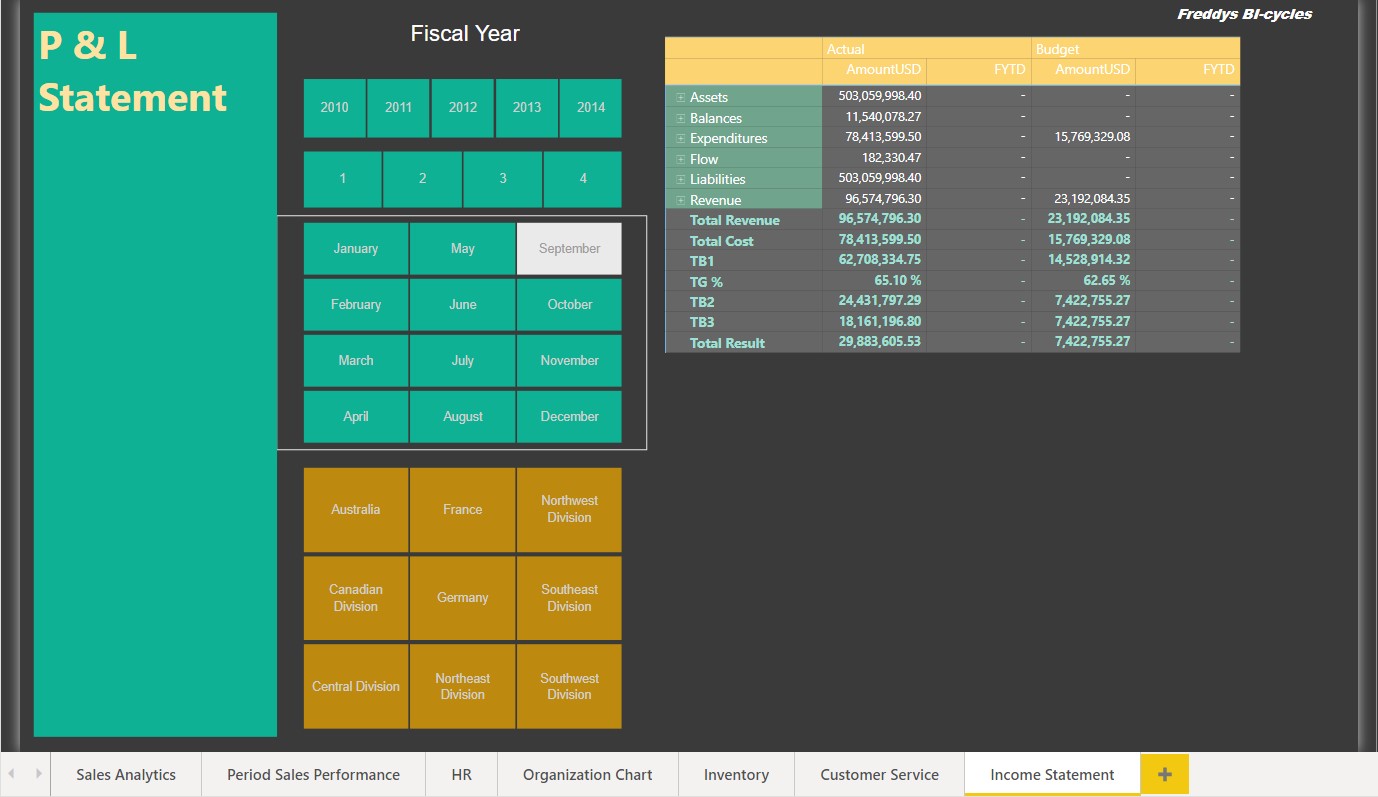 P & L
Statement
Fiscal Year
Freddys BI-cycles
2010 2011 2012 2013 2014
1 2 3 4
January May September
February June October
March July November
April August December
Australia France Northwest
Division
Canadian
Division Germany Southeast
Division
Central Division Northeast
Division Southwest
Division
Actual Budget
AmountUSD FYTD AmountUSD FYTD
Assets 503,059,998.40 - - -
Balances 11,540,078.27 - - -
Expenditures 78,413,599.50 - 15,769,329.08 -
Flow 182,330.47 - - -
Liabilities 503,059,998.40 - - -
Revenue 96,574,796.30 - 23,192,084.35 -
Total Revenue 96,574,796.30 - 23,192,084.35 -
Total Cost 78,413,599.50 - 15,769,329.08 -
TB1 62,708,334.75 - 14,528,914.32 -
TG % 65.10 % - 62.65 % -
TB2 24,431,797.29 - 7,422,755.27 -
TB3 18,161,196.80 - 7,422,755.27 -
Total Result 29,883,605.53 - 7,422,755.27 -
Sales Analytics Period Sales Performance HR Organization Chart Inventory Customer Service Income Statement +